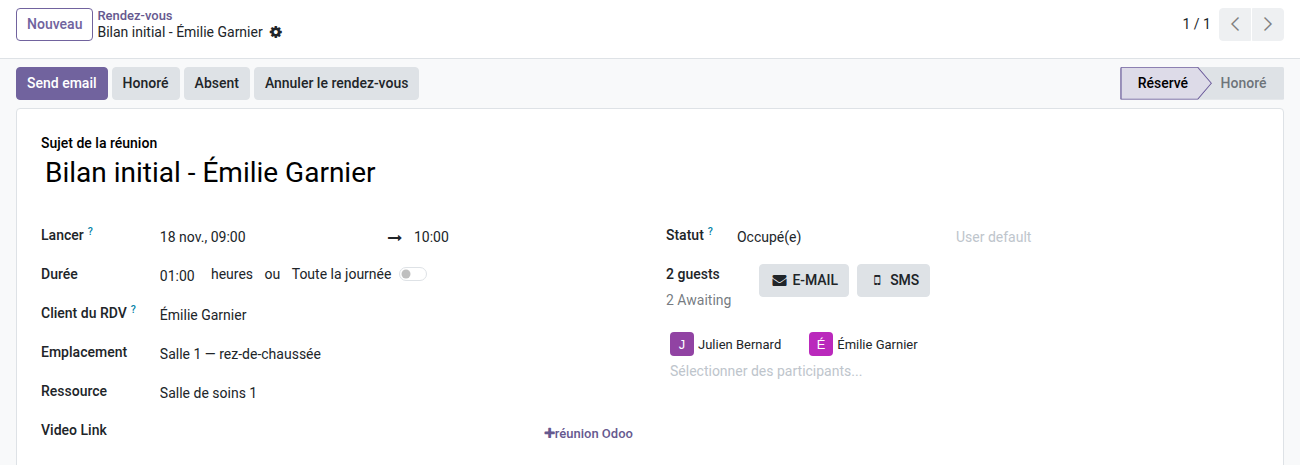 Nouveau
Rendez-vous
Bilan initial - Émilie Garnier
1 / 1
Send email
Honoré
Absent
Annuler le rendez-vous
Réservé
Honoré
Sujet de la réunion
Bilan initial - Émilie Garnier
Lancer ?
18 nov., 09:00 → 10:00
Durée
01:00 heures ou Toute la journée
Client du RDV ?
Émilie Garnier
Emplacement
Salle 1 — rez-de-chaussée
Ressource
Salle de soins 1
Video Link
+réunion Odoo
Statut ?
Occupé(e)
User default
2 guests
2 Awaiting
E-MAIL
SMS
J Julien Bernard
É Émilie Garnier
Sélectionner des participants...